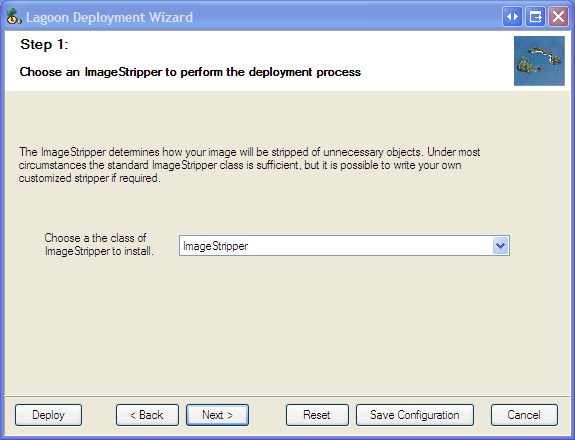 Lagoon Deployment Wizard
Step 1:
Choose an ImageStripper to perform the deployment process
The ImageStripper determines how your image will be stripped of unnecessary objects. Under most
circumstances the standard ImageStripper class is sufficient, but it is possible to write your own
customized stripper if required.
Choose a the class of
ImageStripper to install.
ImageStripper
Deploy
< Back
Next >
Reset
Save Configuration
Cancel